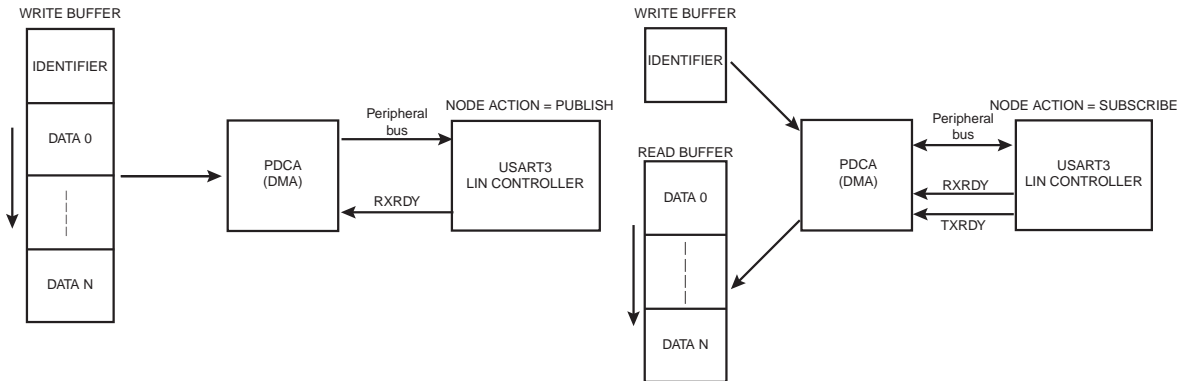 WRITE BUFFER
IDENTIFIER
DATA 0
DATA N
PDCA
(DMA)
Peripheral
bus
RXRDY
NODE ACTION = PUBLISH
USART3
LIN CONTROLLER
WRITE BUFFER
IDENTIFIER
READ BUFFER
DATA 0
DATA N
PDCA
(DMA)
Peripheral
bus
RXRDY
TXRDY
NODE ACTION = SUBSCRIBE
USART3
LIN CONTROLLER